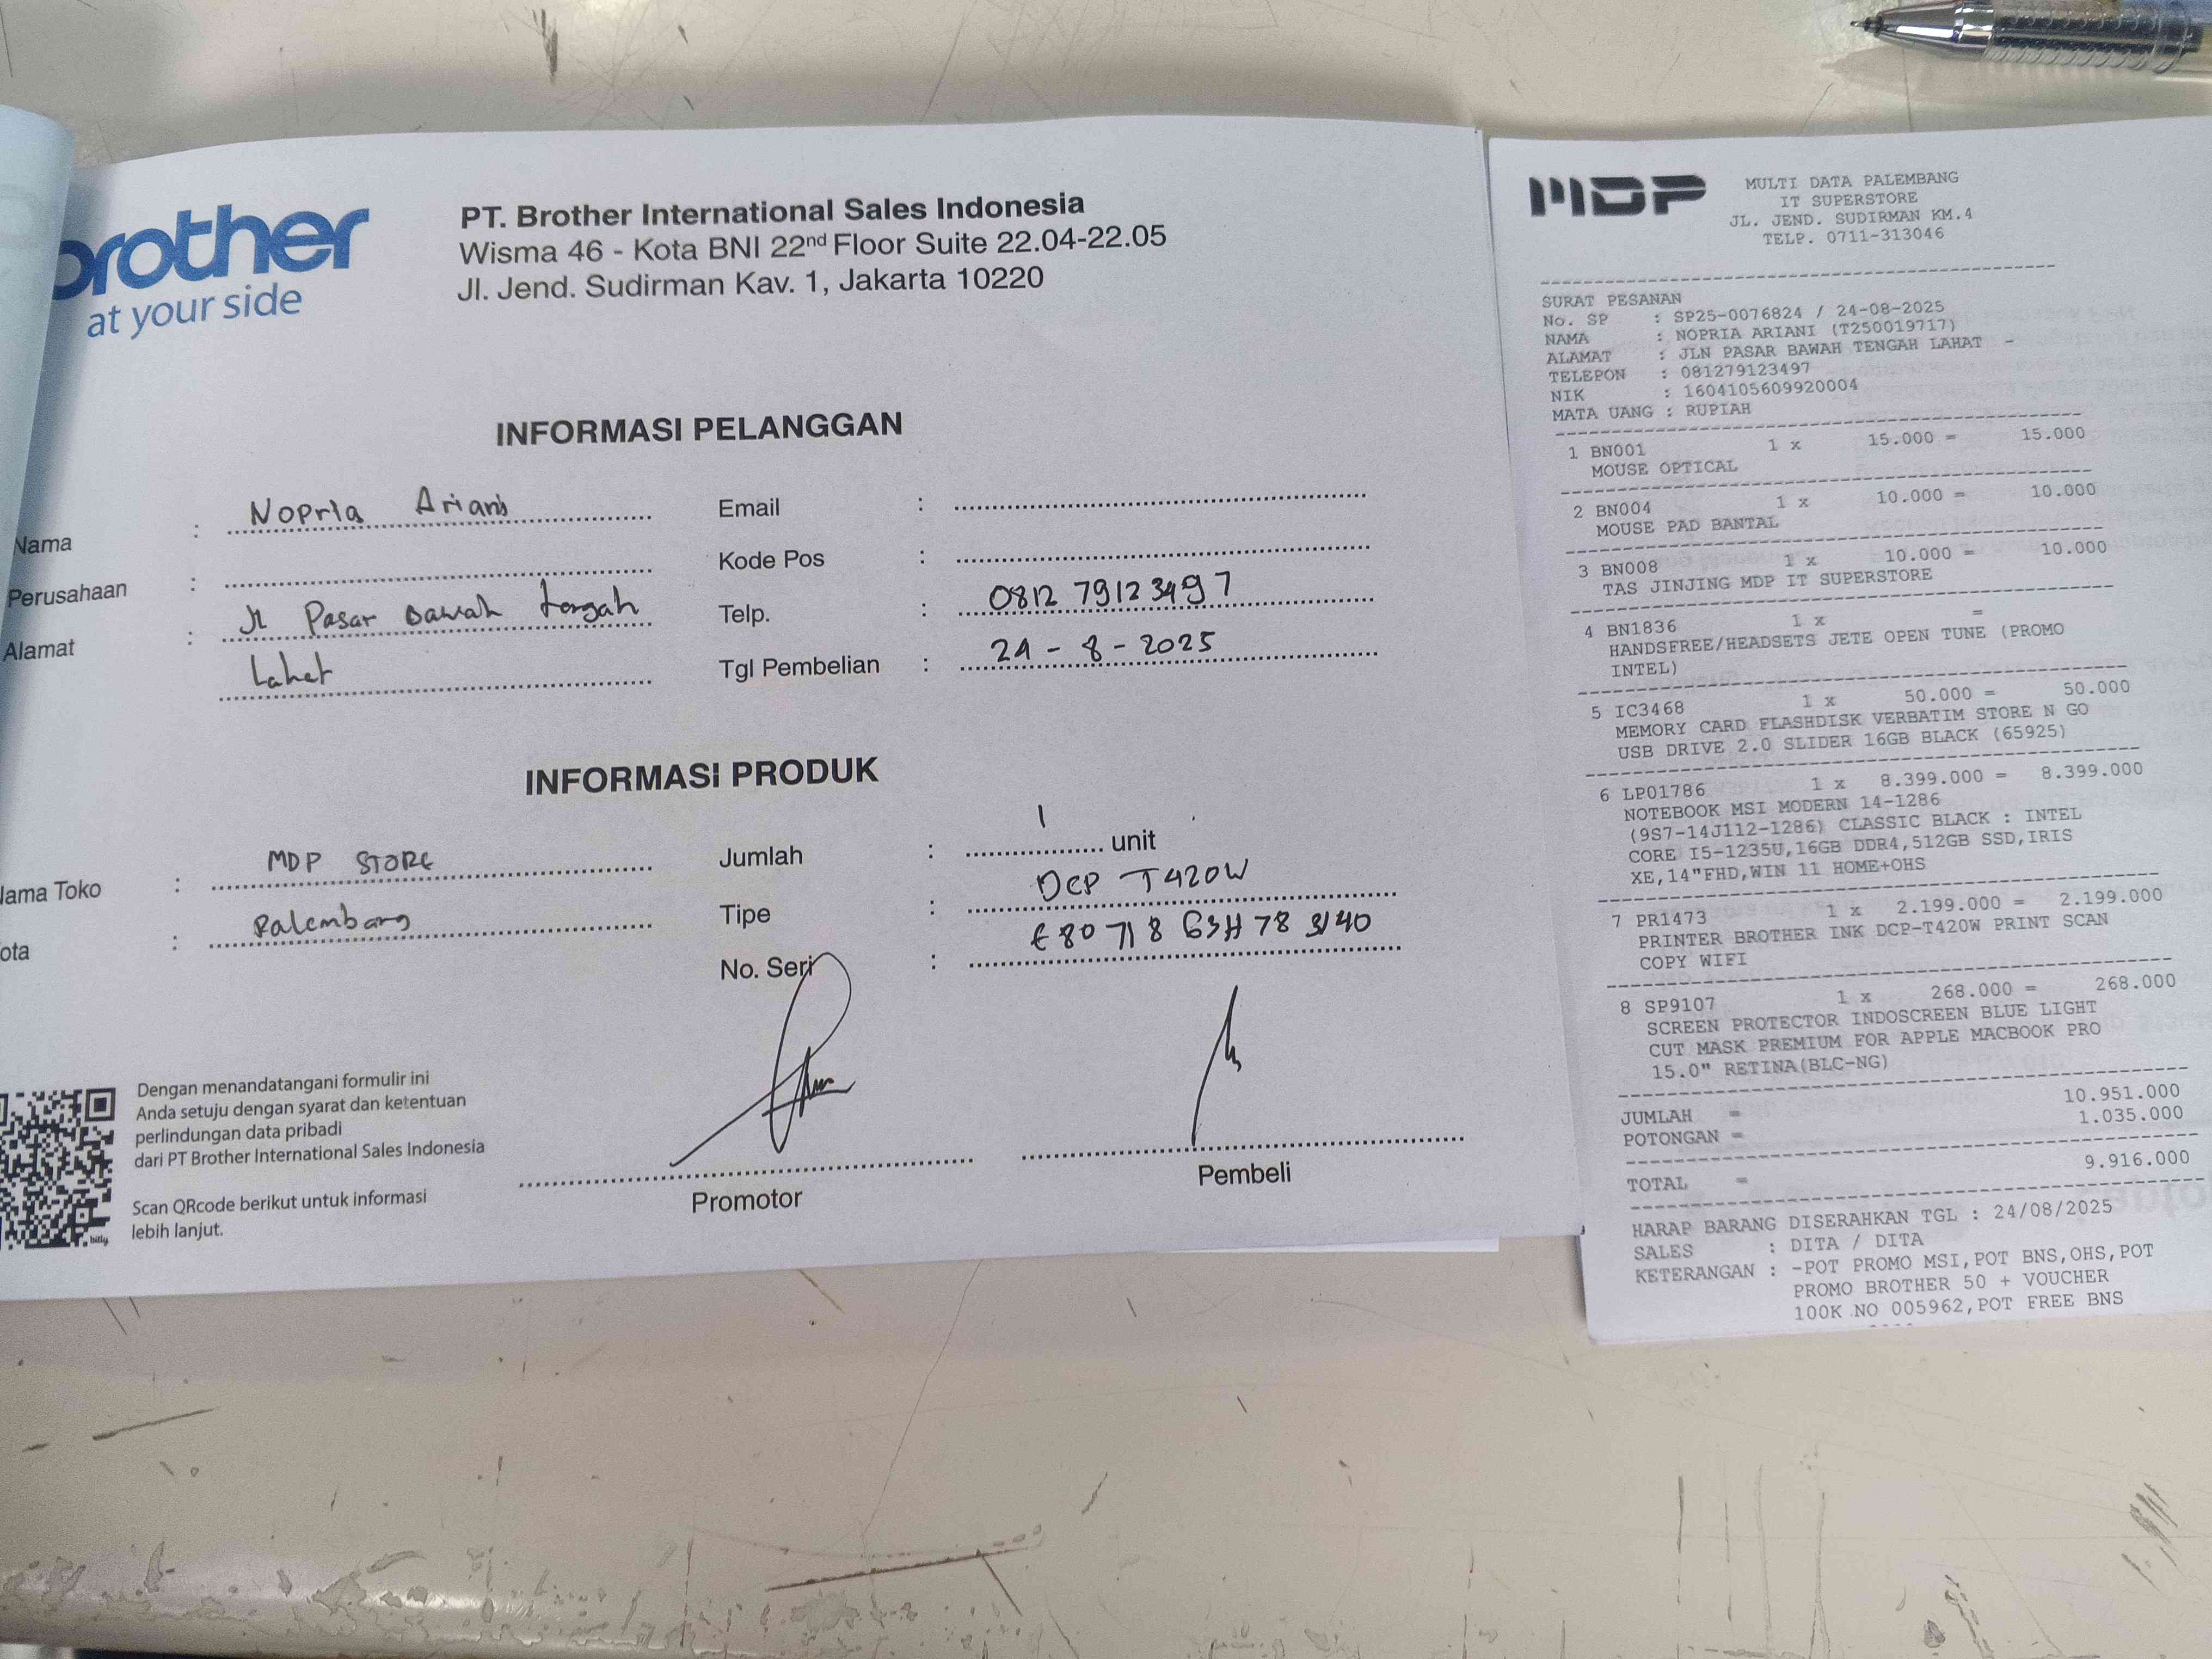 brother
at your side
PT. Brother International Sales Indonesia
Wisma 46 - Kota BNI 22nd Floor Suite 22.04-22.05
Jl. Jend. Sudirman Kav. 1, Jakarta 10220
INFORMASI PELANGGAN
Nama : Nopria Ariani
Perusahaan :
Alamat : Jl Pasar Bawah tengah
Lahat
Email :
Kode Pos :
Telp. : 0812 7912 3497
Tgl Pembelian : 24 - 8 - 2025
INFORMASI PRODUK
Nama Toko : MDP STORE
ota : Palembang
Jumlah : 1 unit
Tipe : DCP T420W
No. Seri : E80 718
Promotor
Pembeli
Dengan menandatangani formulir ini
Anda setuju dengan syarat dan ketentuan
perlindungan data pribadi
dari PT Brother International Sales Indonesia
Scan QRcode berikut untuk informasi
lebih lanjut.
bitly
MDP
MULTI DATA PALEMBANG
IT SUPERSTORE
JL. JEND. SUDIRMAN KM.4
TELP. 0711-313046
SURAT PESANAN
No. SP : SP25-0076824 / 24-08-2025
NAMA : NOPRIA ARIANI (T250019717)
ALAMAT : JLN PASAR BAWAH TENGAH LAHAT -
TELEPON : 081279123497
NIK : 1604105609920004
MATA UANG : RUPIAH
1 BN001 1 x 15.000 = 15.000
MOUSE OPTICAL
2 BN004 1 x 10.000 = 10.000
MOUSE PAD BANTAL
3 BN008 1 x 10.000 = 10.000
TAS JINJING MDP IT SUPERSTORE
4 BN1836 1 x =
HANDSFREE/HEADSETS JETE OPEN TUNE (PROMO
INTEL)
5 IC3468 1 x 50.000 = 50.000
MEMORY CARD FLASHDISK VERBATIM STORE N GO
USB DRIVE 2.0 SLIDER 16GB BLACK (65925)
6 LP01786 1 x 8.399.000 = 8.399.000
NOTEBOOK MSI MODERN 14-1286
(9S7-14J112-1286) CLASSIC BLACK : INTEL
CORE I5-1235U,16GB DDR4,512GB SSD,IRIS
XE,14"FHD,WIN 11 HOME+OHS
7 PR1473 1 x 2.199.000 = 2.199.000
PRINTER BROTHER INK DCP-T420W PRINT SCAN
COPY WIFI
8 SP9107 1 x 268.000 = 268.000
SCREEN PROTECTOR INDOSCREEN BLUE LIGHT
CUT MASK PREMIUM FOR APPLE MACBOOK PRO
15.0" RETINA(BLC-NG)
JUMLAH = 10.951.000
POTONGAN = 1.035.000
TOTAL = 9.916.000
HARAP BARANG DISERAHKAN TGL : 24/08/2025
SALES : DITA / DITA
KETERANGAN : -POT PROMO MSI,POT BNS,OHS,POT
PROMO BROTHER 50 + VOUCHER
100K NO 005962,POT FREE BNS